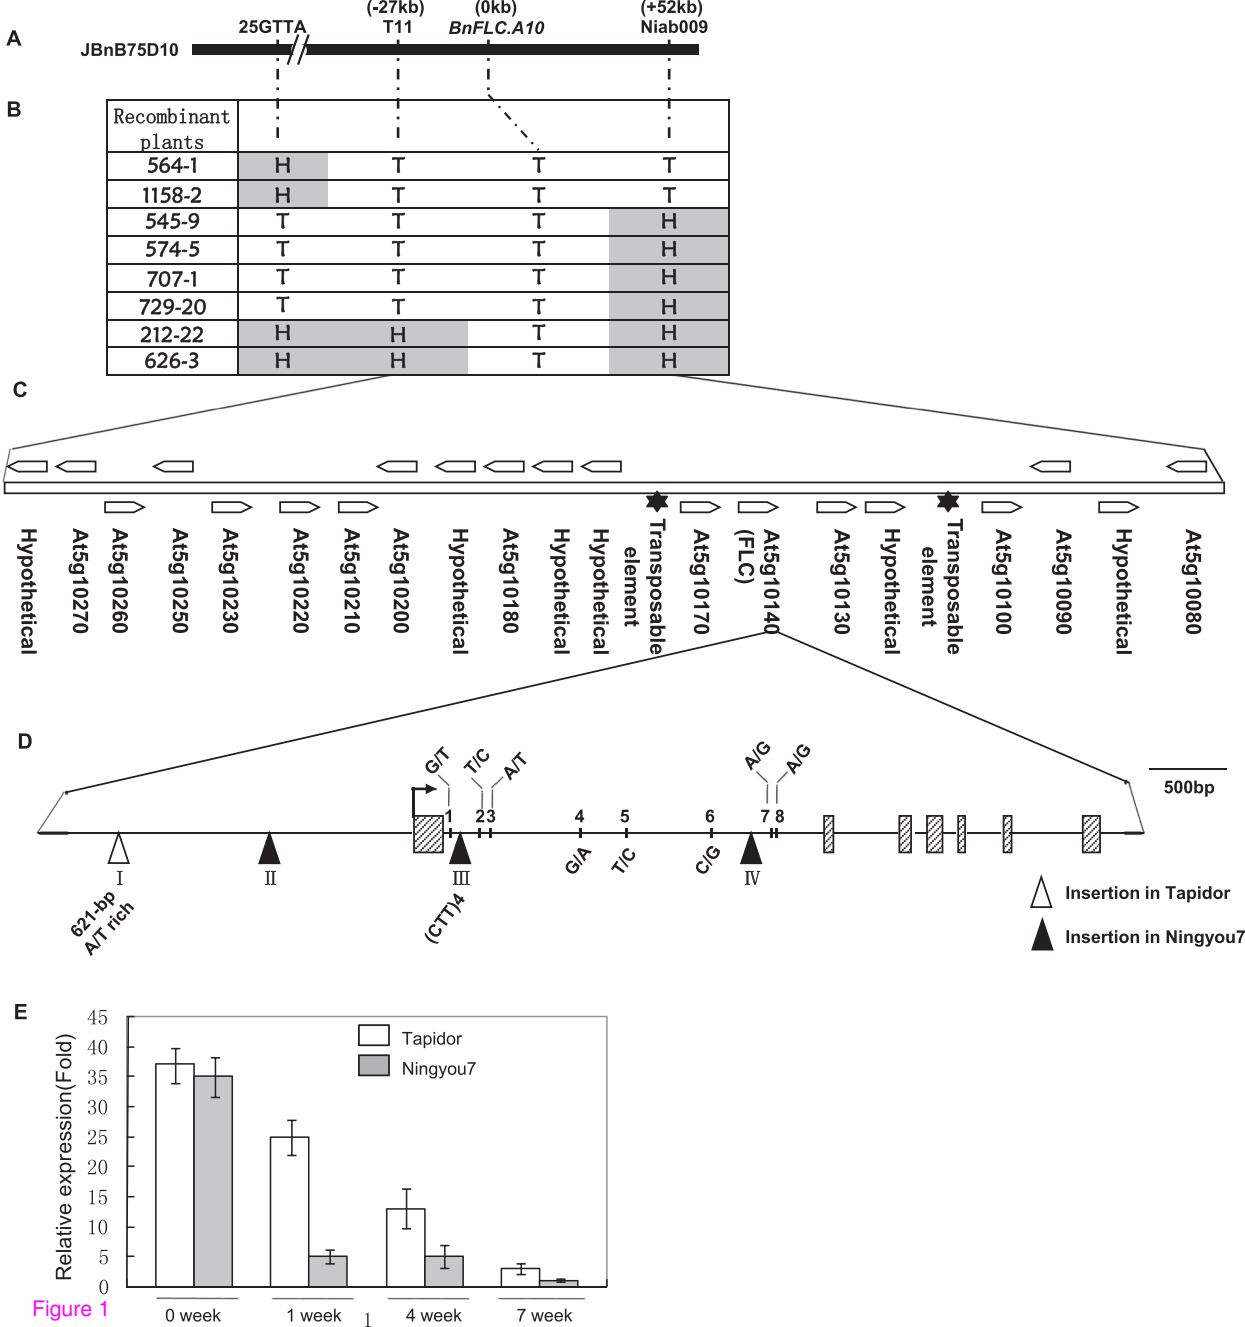 A
JBnB75D10
25GTTA
(-27kb)
T11
(0kb)
BnFLC.A10
(+52kb)
Niab009
B
Recombinant plants
564-1 H T T T
1158-2 H T T T
545-9 T T T H
574-5 T T T H
707-1 T T T H
729-20 T T T H
212-22 H H T H
626-3 H H T H
C
Hypothetical
At5g10270
At5g10260
At5g10250
At5g10230
At5g10220
At5g10210
At5g10200
Hypothetical
At5g10180
Hypothetical
Hypothetical
Transposable element
At5g10170
At5g10140
(FLC)
At5g10130
Hypothetical
Transposable element
At5g10100
At5g10090
Hypothetical
At5g10080
D
G/T
T/C
A/T
A/G
A/G
500bp
1 2 3 4 5 6 7 8
G/A
T/C
C/G
I
II
III
IV
621-bp
A/T rich
(CTT)4
Insertion in Tapidor
Insertion in Ningyou7
E
Relative expression(Fold)
45
40
35
30
25
20
15
10
5
0
Tapidor
Ningyou7
0 week
1 week
4 week
7 week
Figure 1
1